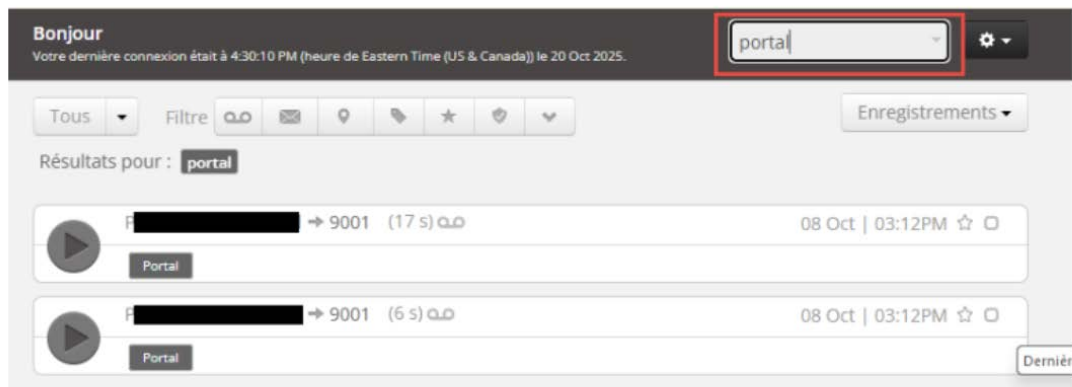 Bonjour
Votre dernière connexion était à 4:30:10 PM (heure de Eastern Time (US & Canada)) le 20 Oct 2025.
portal
Tous
Filtre
Enregistrements
Résultats pour : portal
P → 9001 (17 s)
08 Oct | 03:12PM
Portal
P → 9001 (6 s)
08 Oct | 03:12PM
Portal
Dernièr